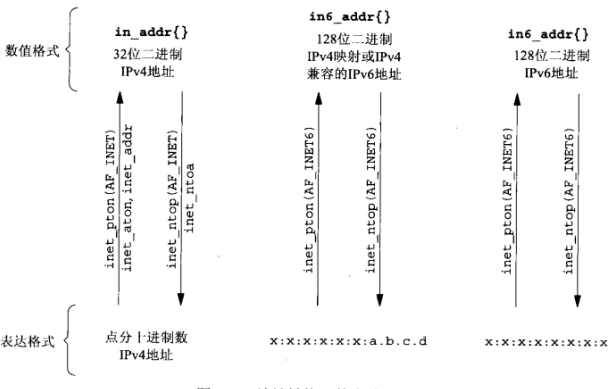 in_addr{}
32位二进制
IPv4地址
in6_addr{}
128位二进制
IPv4映射或IPv4
兼容的IPv6地址
in6_addr{}
128位二进制
IPv6地址
数值格式
inet_pton(AF_INET)
inet_aton,inet_addr
inet_ntop(AF_INET)
inet_ntoa
inet_pton(AF_INET6)
inet_ntop(AF_INET6)
inet_pton(AF_INET6)
inet_ntop(AF_INET6)
表达格式
点分十进制数
IPv4地址
x:x:x:x:x:x:a.b.c.d
x:x:x:x:x:x:x:x